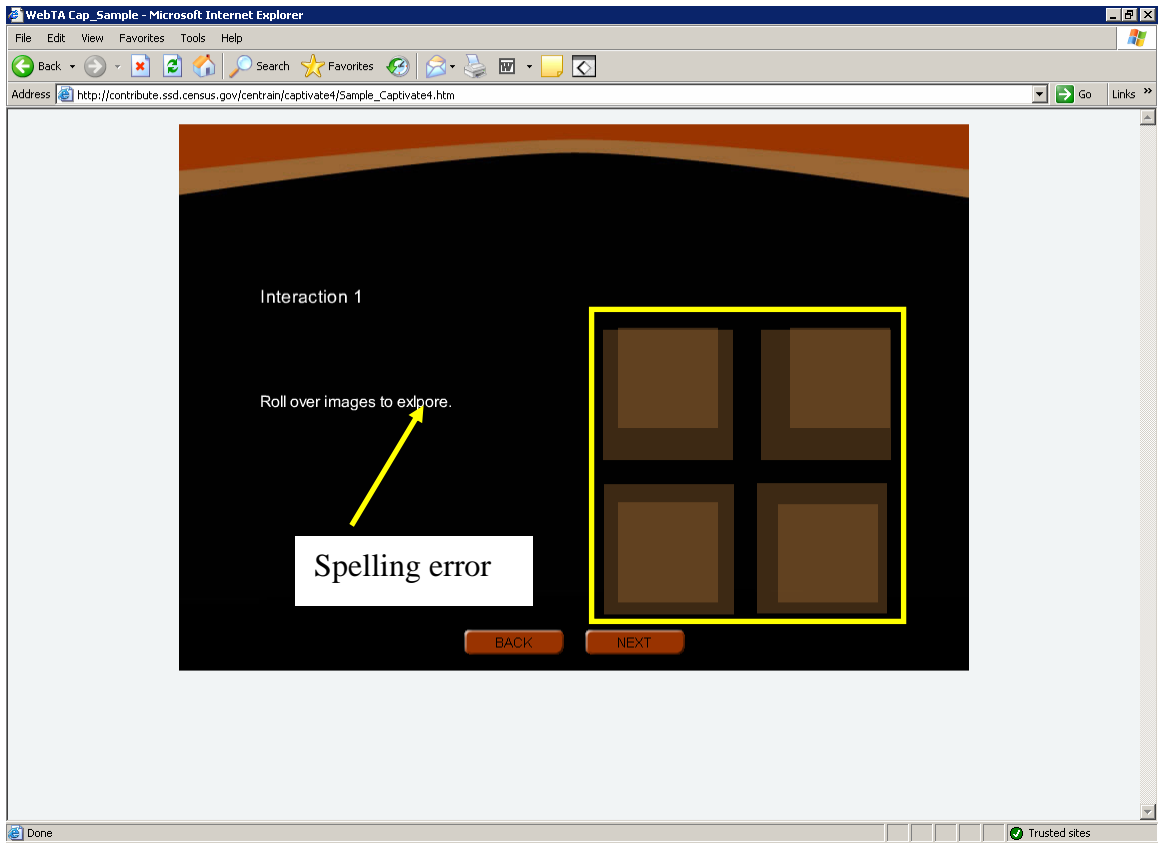 WebTA Cap_Sample - Microsoft Internet Explorer
File Edit View Favorites Tools Help
Back Search Favorites
Address http://contribute.ssd.census.gov/centrain/captivate4/Sample_Captivate4.htm Go Links »
Interaction 1
Roll over images to exlpore.
Spelling error
BACK NEXT
Done Trusted sites